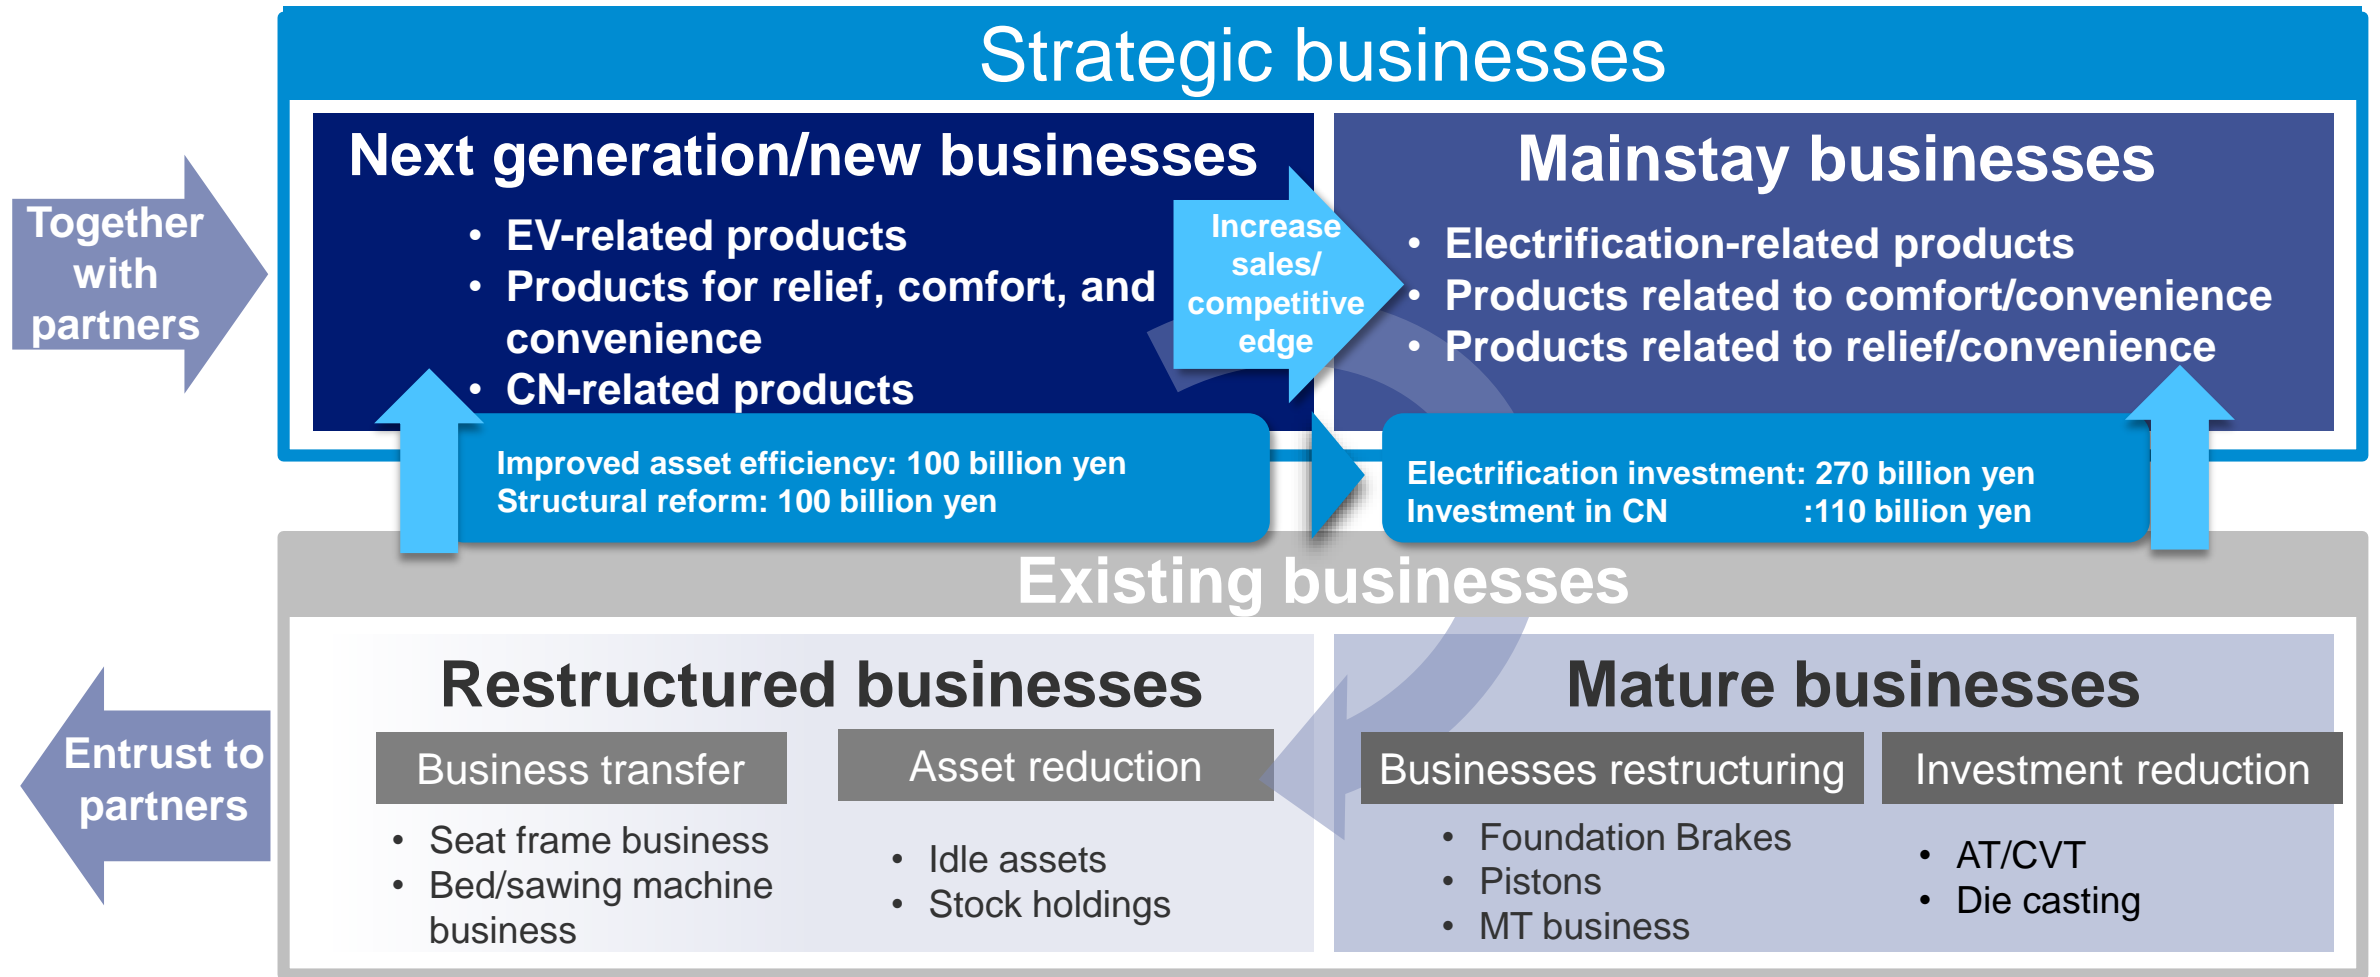 Strategic businesses
Together
with
partners
Next generation/new businesses
• EV-related products
• Products for relief, comfort, and
convenience
• CN-related products
Increase
sales/
competitive
edge
Mainstay businesses
• Electrification-related products
• Products related to comfort/convenience
• Products related to relief/convenience
Improved asset efficiency: 100 billion yen
Structural reform: 100 billion yen
Electrification investment: 270 billion yen
Investment in CN :110 billion yen
Existing businesses
Entrust to
partners
Restructured businesses
Business transfer
• Seat frame business
• Bed/sawing machine
business
Asset reduction
• Idle assets
• Stock holdings
Mature businesses
Businesses restructuring
• Foundation Brakes
• Pistons
• MT business
Investment reduction
• AT/CVT
• Die casting